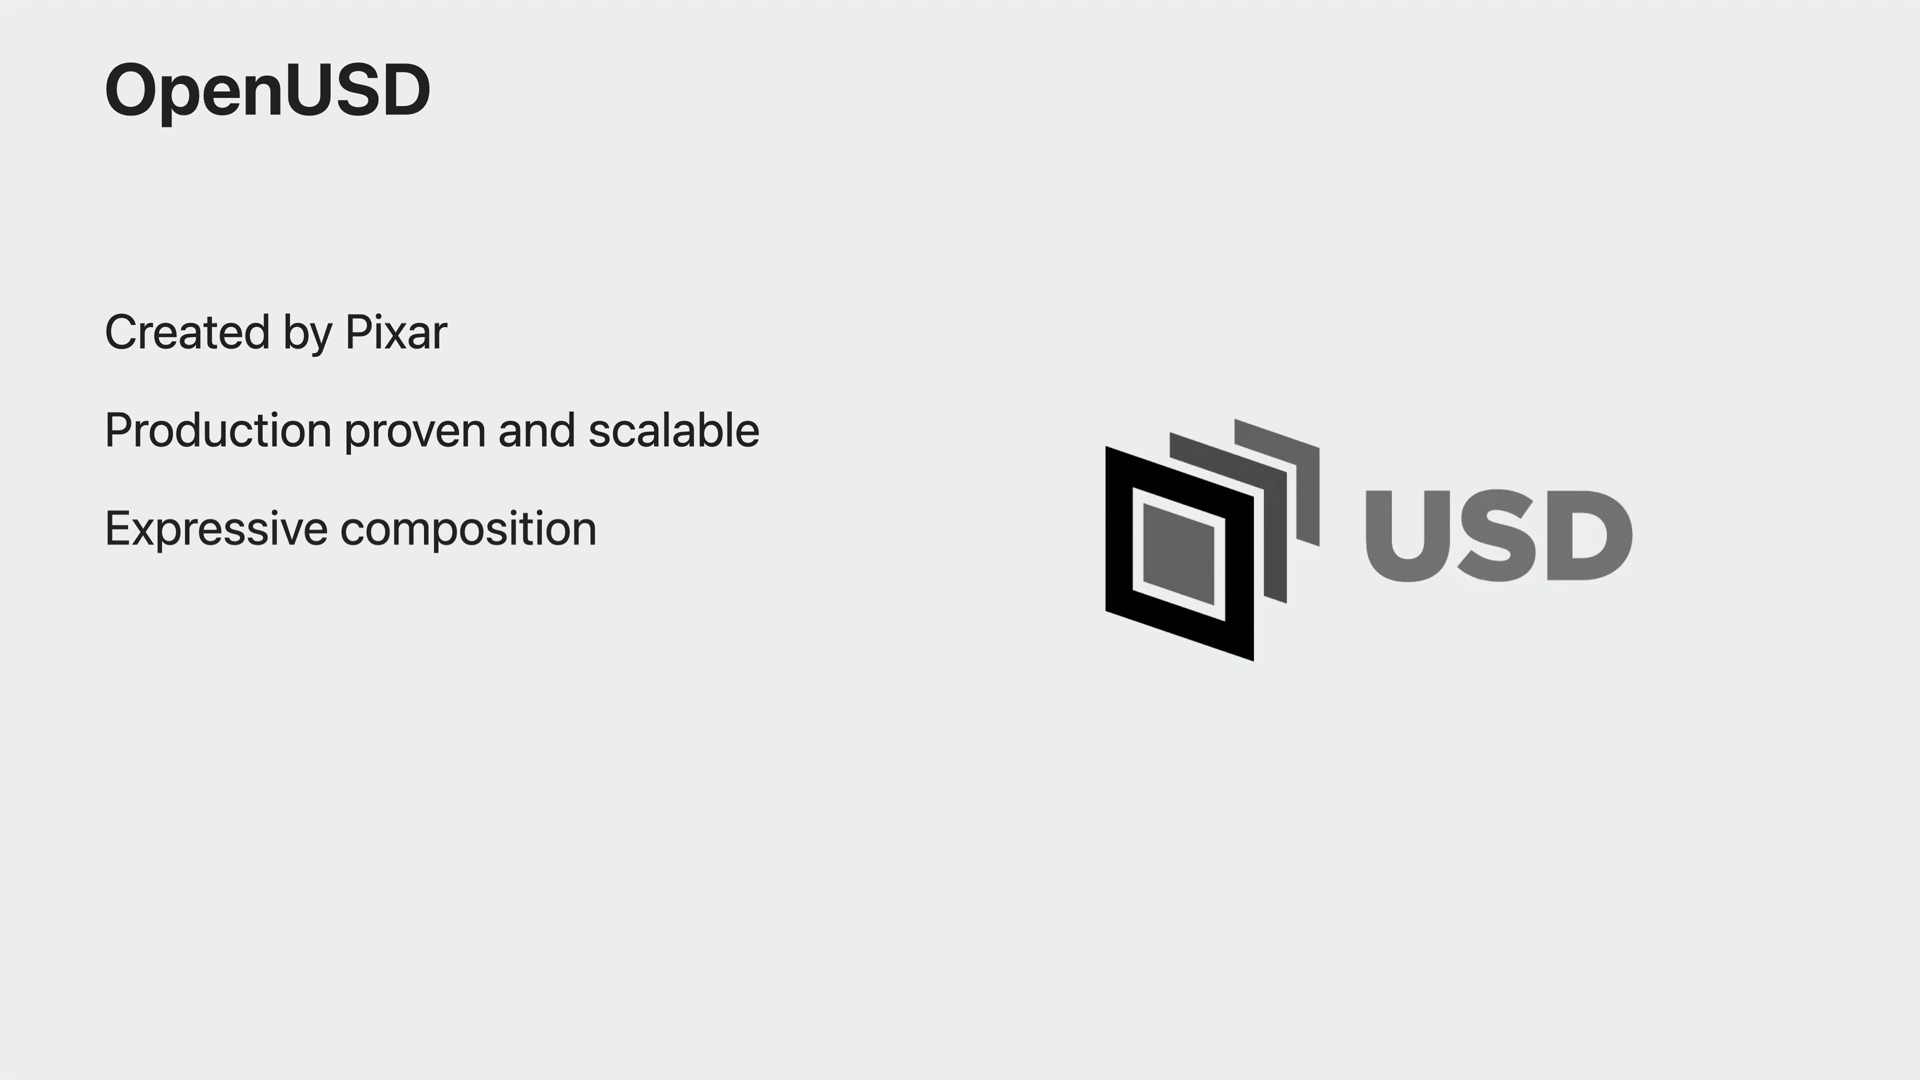 OpenUSD
Created by Pixar
Production proven and scalable
Expressive composition
USD